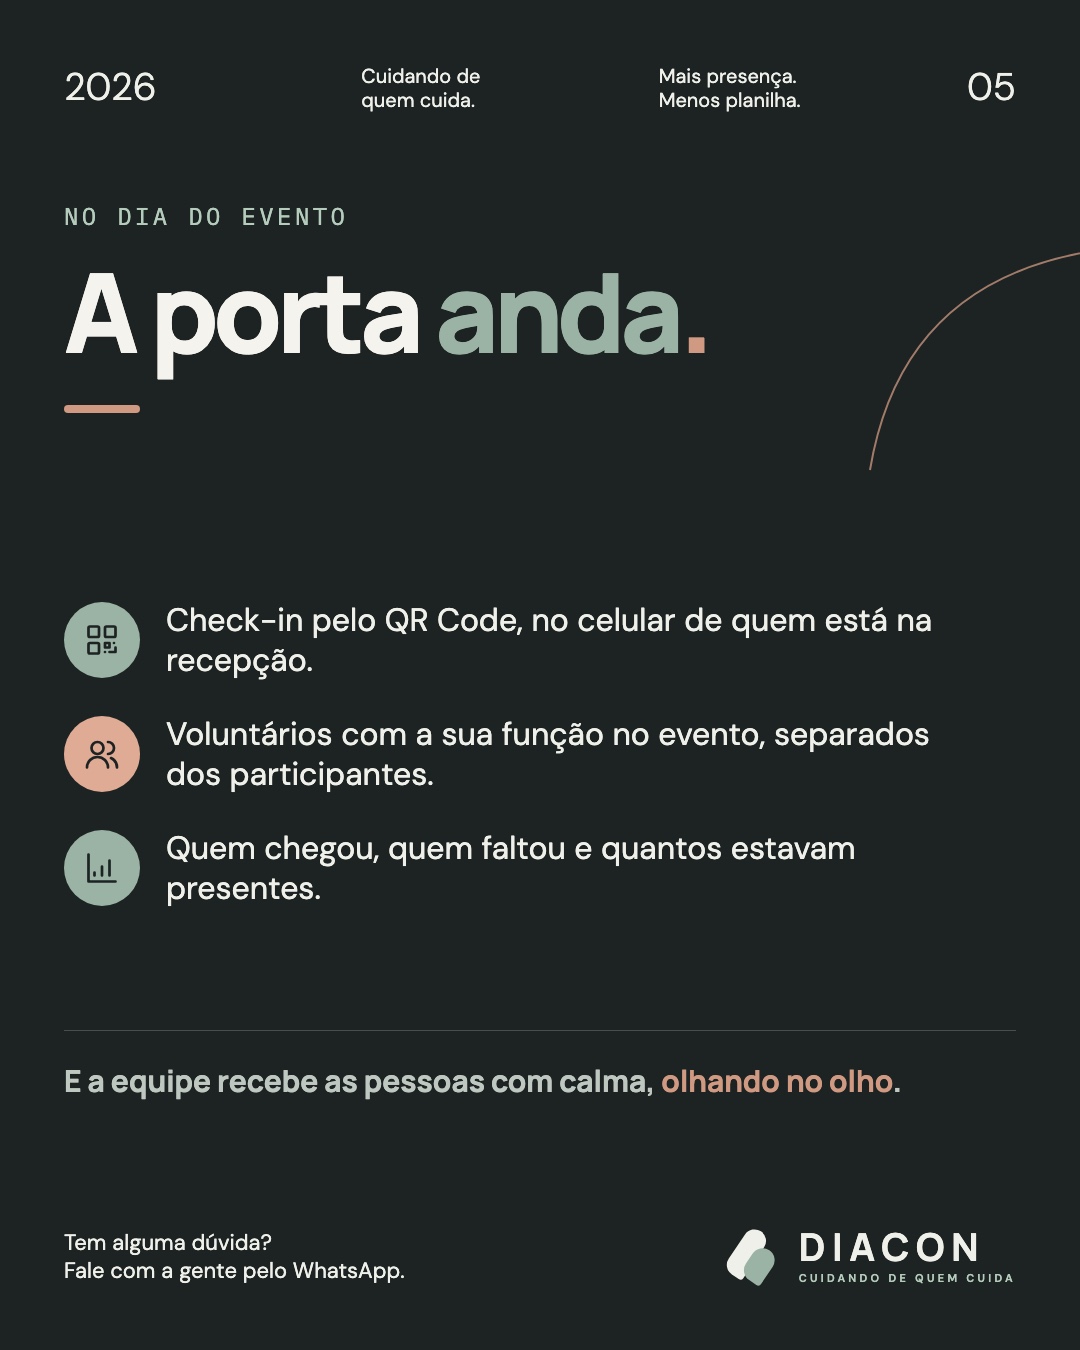 2026
Cuidando de
quem cuida.
Mais presença.
Menos planilha.
05
NO DIA DO EVENTO
A porta anda.
Check-in pelo QR Code, no celular de quem está na
recepção.
Voluntários com a sua função no evento, separados
dos participantes.
Quem chegou, quem faltou e quantos estavam
presentes.
E a equipe recebe as pessoas com calma, olhando no olho.
Tem alguma dúvida?
Fale com a gente pelo WhatsApp.
DIACON
CUIDANDO DE QUEM CUIDA